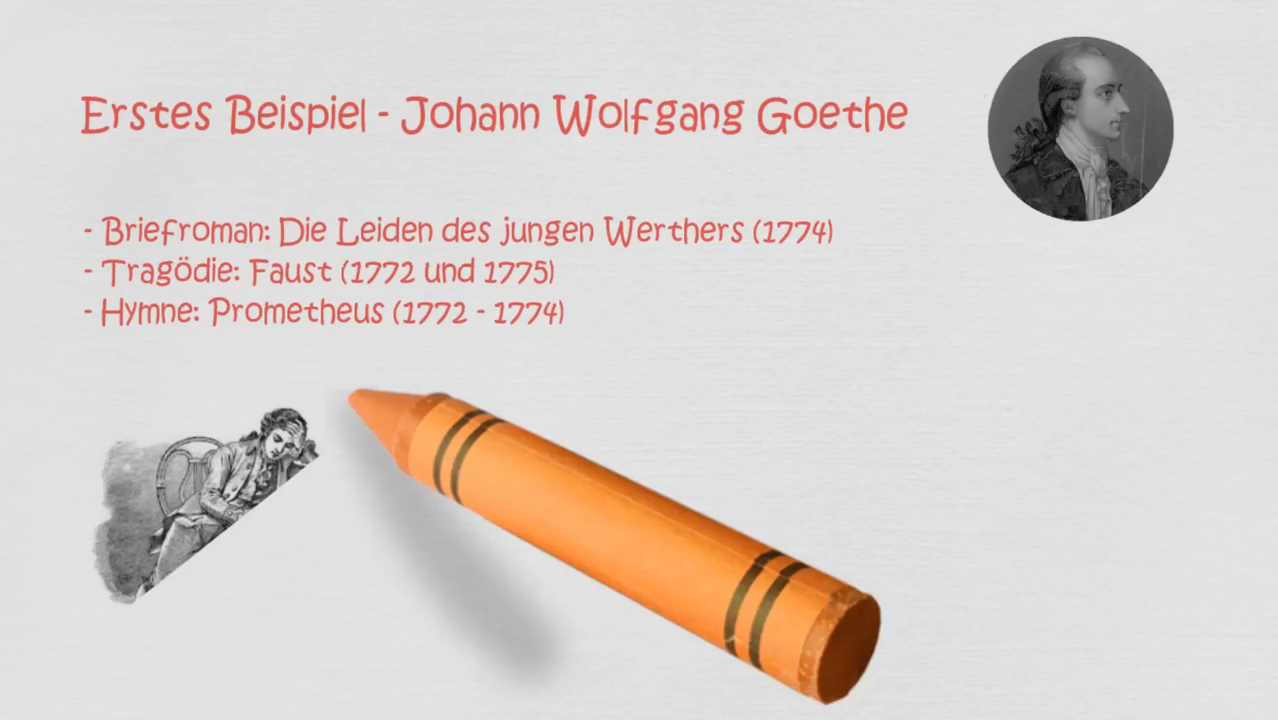 Erstes Beispiel - Johann Wolfgang Goethe
- Briefroman: Die Leiden des jungen Werthers (1774)
- Tragödie: Faust (1772 und 1775)
- Hymne: Prometheus (1772 - 1774)